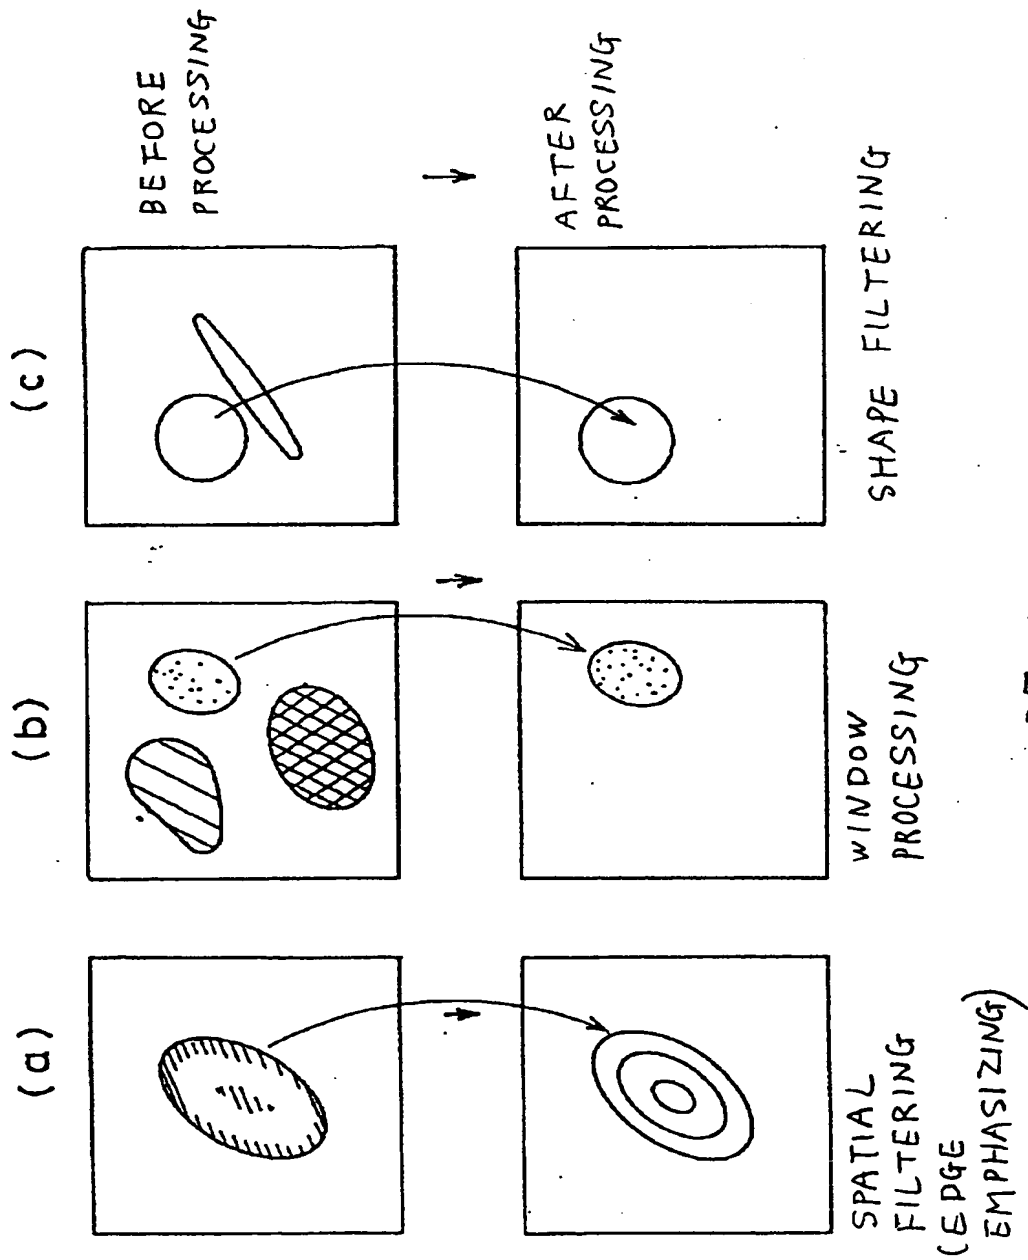 (a)
(b)
(c)
BEFORE
PROCESSING
AFTER
PROCESSING
SPATIAL
FILTERING
(EDGE
EMPHASIZING)
WINDOW
PROCESSING
SHAPE FILTERING